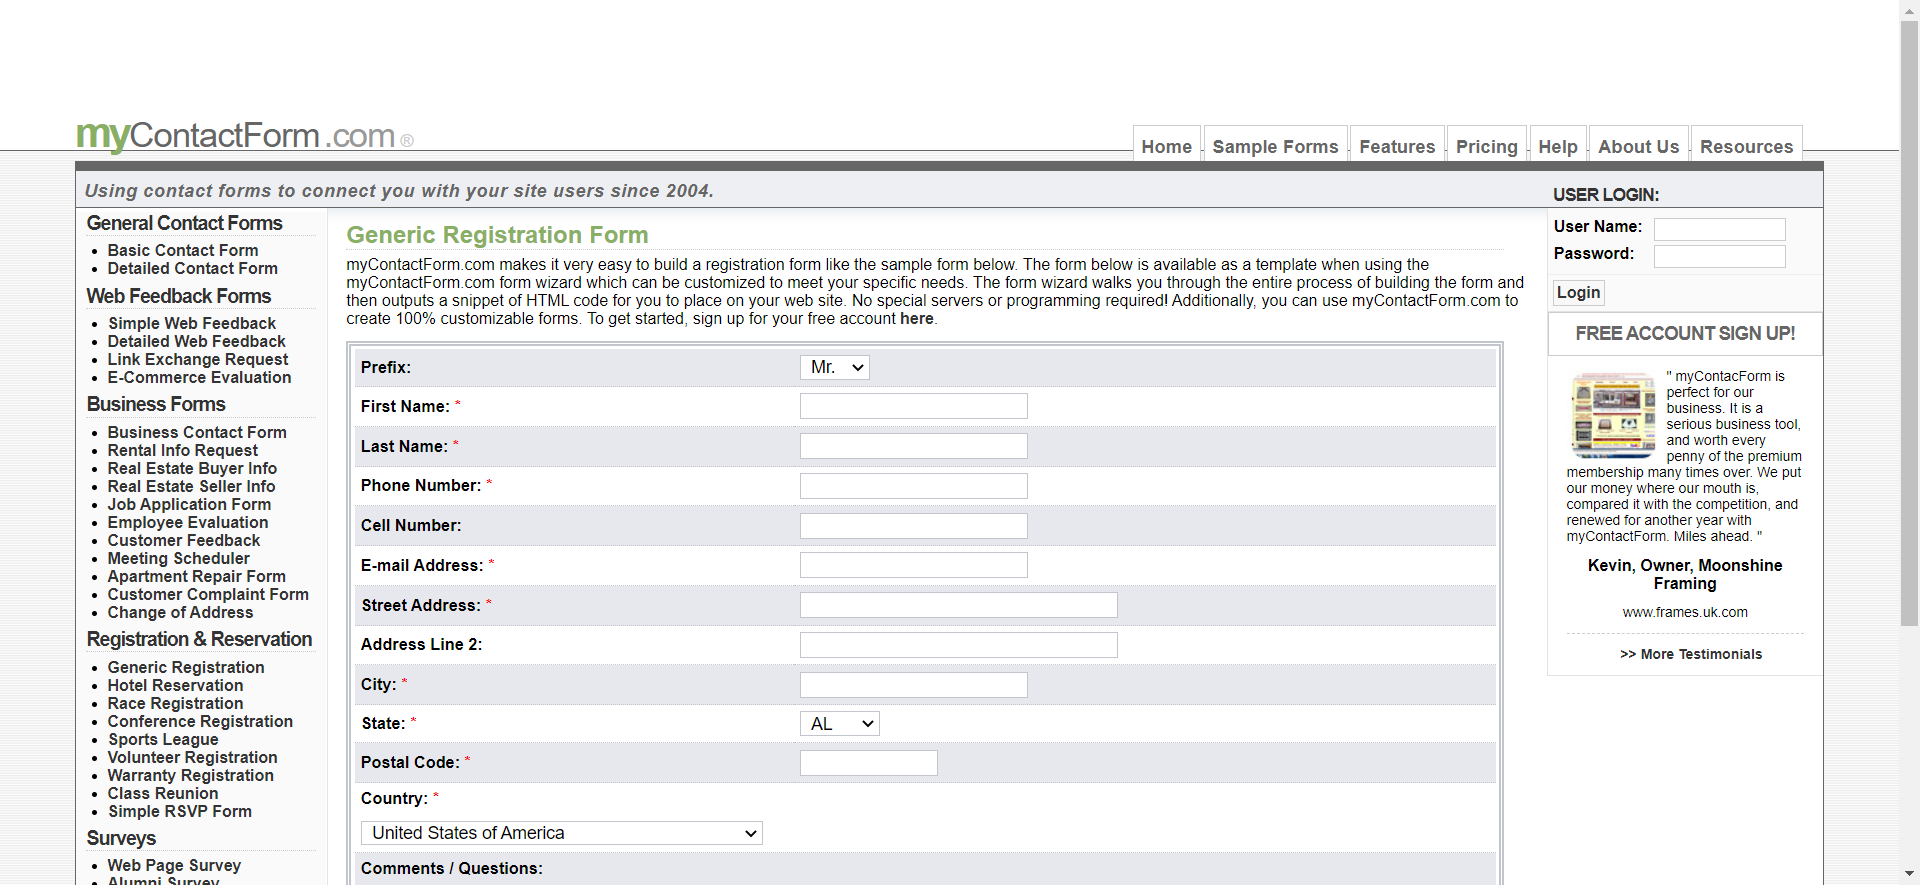 myContactForm.com®
Home
Sample Forms
Features
Pricing
Help
About Us
Resources
Using contact forms to connect you with your site users since 2004.
USER LOGIN:
User Name:
Password:
Login
FREE ACCOUNT SIGN UP!
" myContacForm is
perfect for our
business. It is a
serious business tool,
and worth every
penny of the premium
membership many times over. We put
our money where our mouth is,
compared it with the competition, and
renewed for another year with
myContactForm. Miles ahead. "
Kevin, Owner, Moonshine
Framing
www.frames.uk.com
>> More Testimonials
General Contact Forms
Basic Contact Form
Detailed Contact Form
Web Feedback Forms
Simple Web Feedback
Detailed Web Feedback
Link Exchange Request
E-Commerce Evaluation
Business Forms
Business Contact Form
Rental Info Request
Real Estate Buyer Info
Real Estate Seller Info
Job Application Form
Employee Evaluation
Customer Feedback
Meeting Scheduler
Apartment Repair Form
Customer Complaint Form
Change of Address
Registration & Reservation
Generic Registration
Hotel Reservation
Race Registration
Conference Registration
Sports League
Volunteer Registration
Warranty Registration
Class Reunion
Simple RSVP Form
Surveys
Web Page Survey
Alumni Survey
Generic Registration Form
myContactForm.com makes it very easy to build a registration form like the sample form below. The form below is available as a template when using the
myContactForm.com form wizard which can be customized to meet your specific needs. The form wizard walks you through the entire process of building the form and
then outputs a snippet of HTML code for you to place on your web site. No special servers or programming required! Additionally, you can use myContactForm.com to
create 100% customizable forms. To get started, sign up for your free account here.
Prefix: Mr.
First Name: *
Last Name: *
Phone Number: *
Cell Number:
E-mail Address: *
Street Address: *
Address Line 2:
City: *
State: * AL
Postal Code: *
Country: *
United States of America
Comments / Questions: